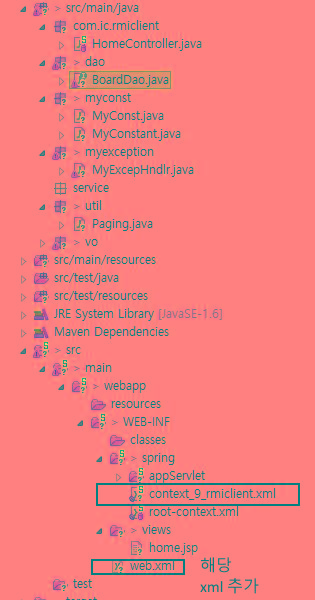 > src/main/java
com.ic.rmiclient
> HomeController.java
> dao
BoardDao.java
> myconst
MyConst.java
MyConstant.java
> myexception
MyExcepHndlr.java
service
> util
Paging.java
> vo
src/main/resources
src/test/java
src/test/resources
JRE System Library [JavaSE-1.6]
Maven Dependencies
> src
> main
> webapp
resources
> WEB-INF
classes
> spring
appServlet
context_9_rmiclient.xml
root-context.xml
> views
home.jsp
web.xml 해당
test xml 추가